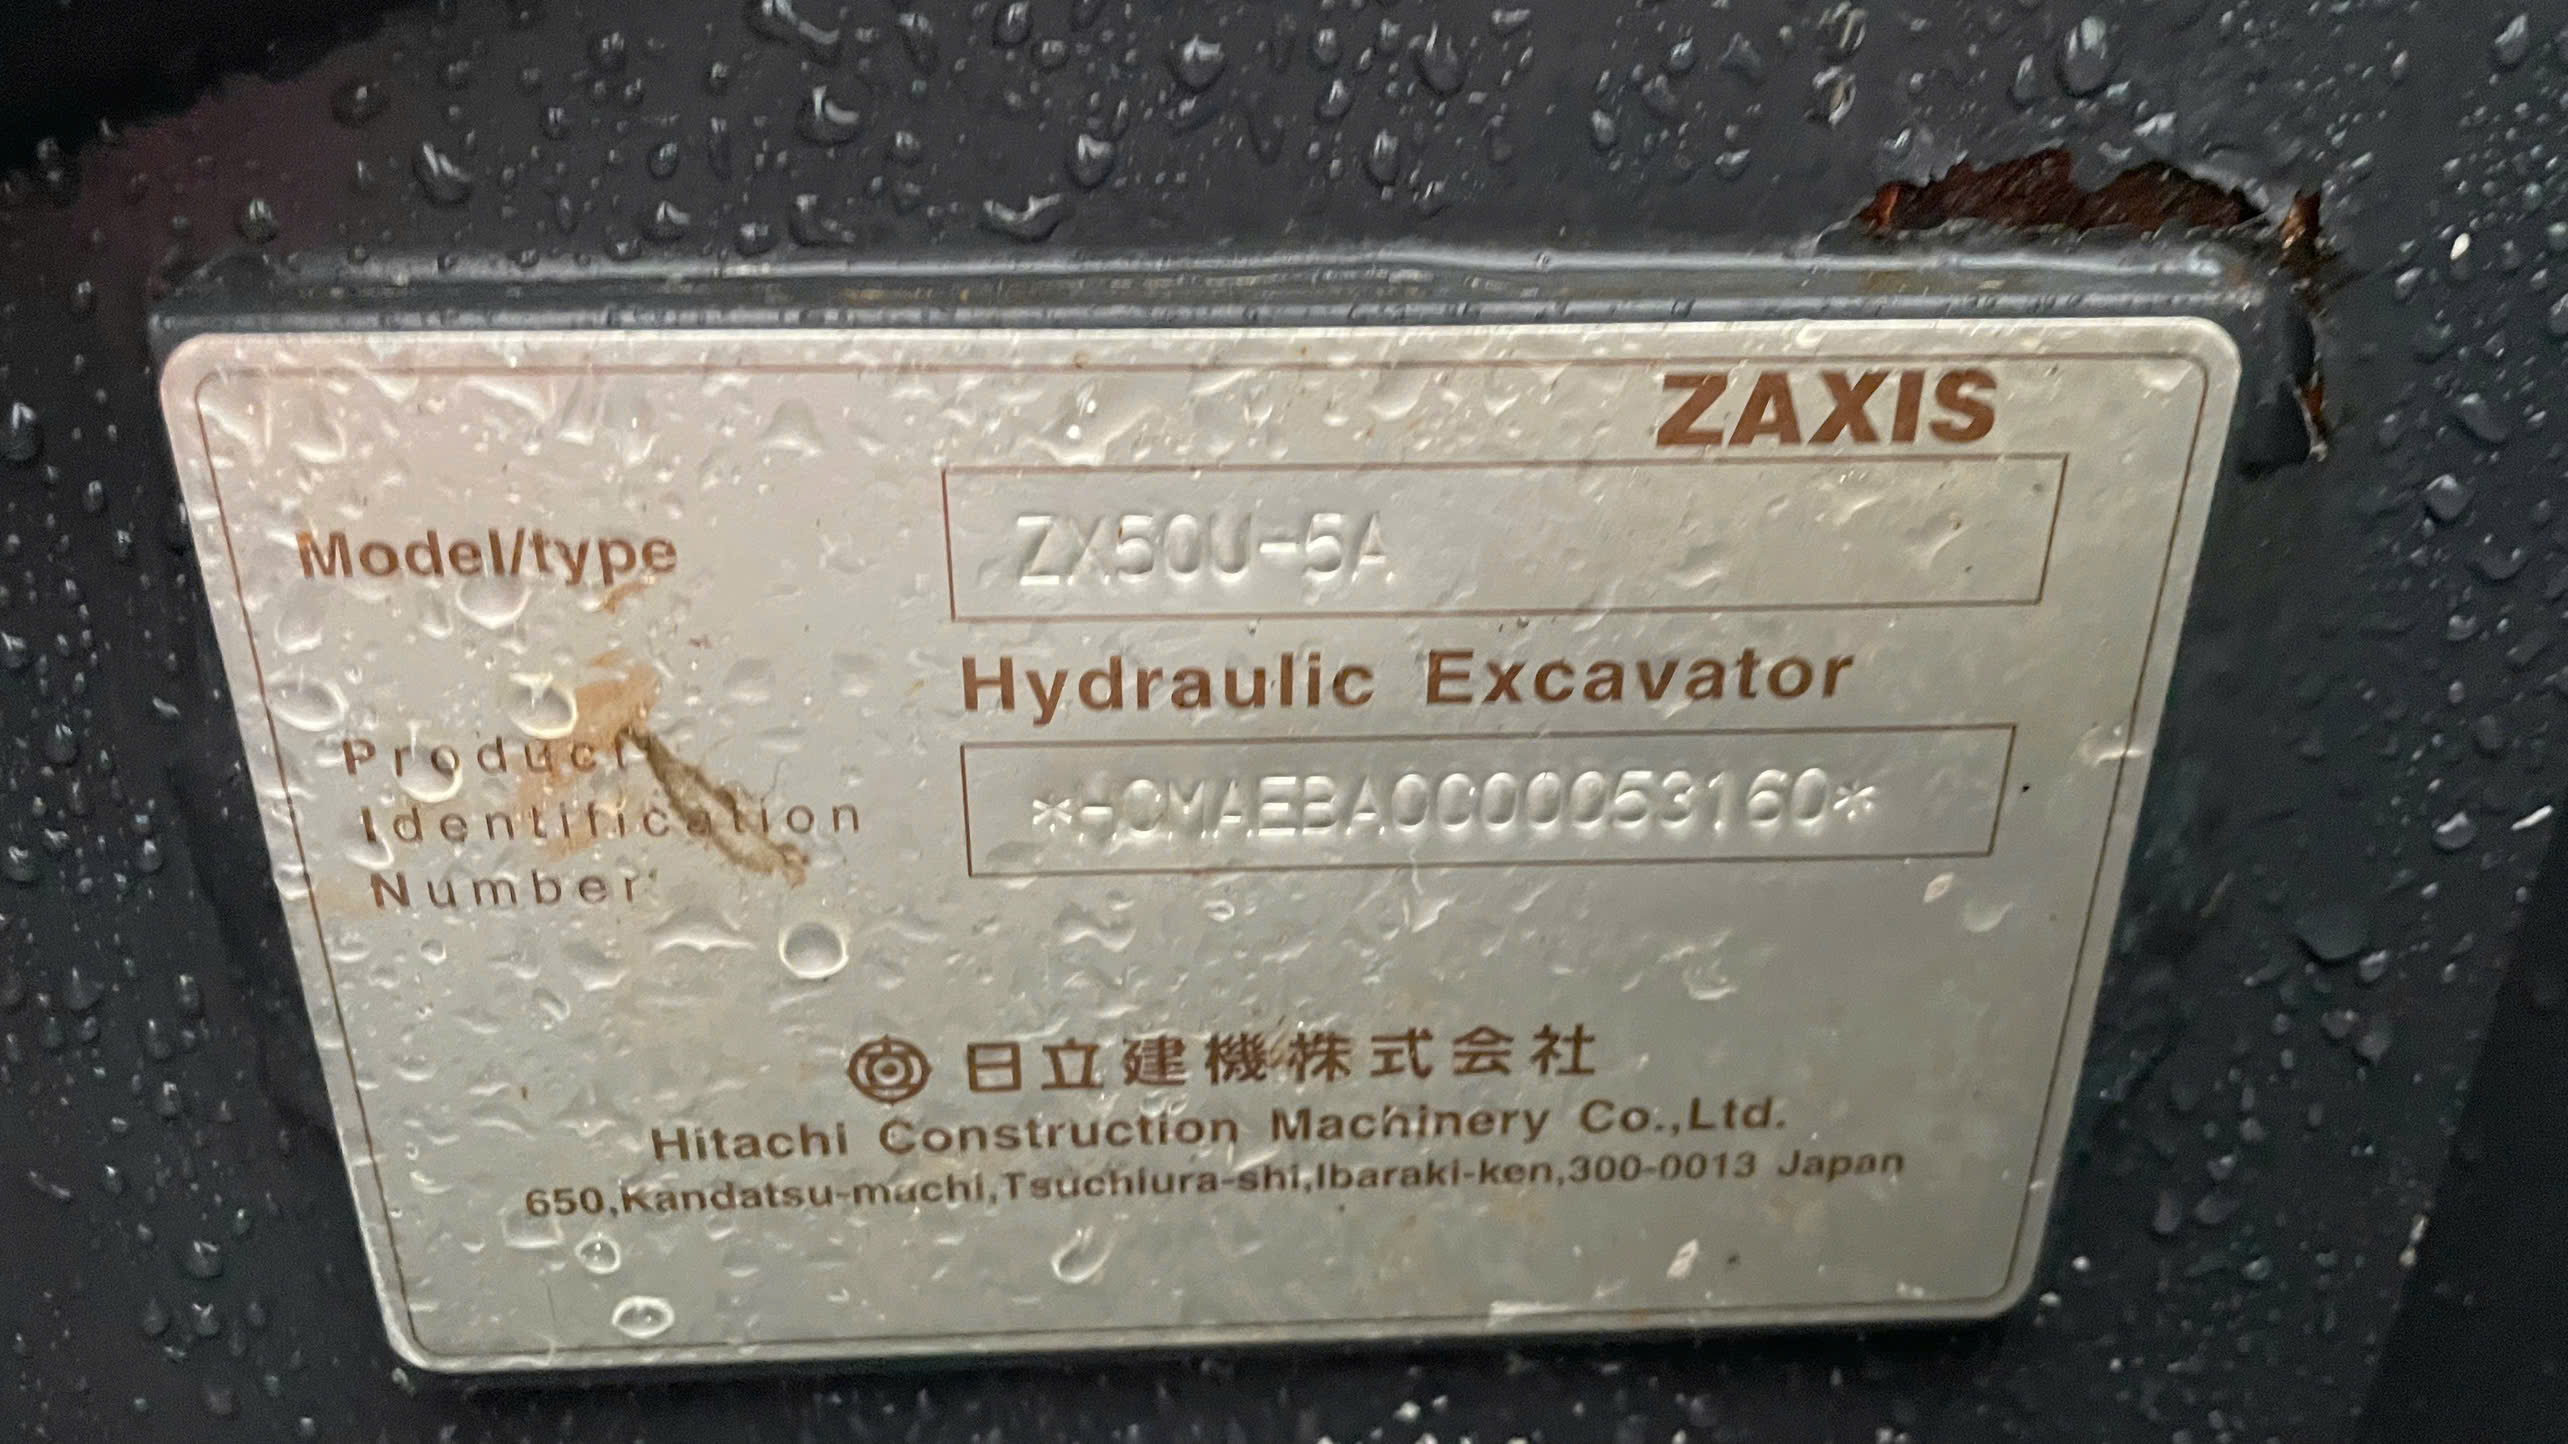 ZAXIS
Model/type ZX50U-5A
Hydraulic Excavator
Product
Identification
Number
*HCMAEBA0C00053160*
日立建機株式会社
Hitachi Construction Machinery Co.,Ltd.
650,Kandatsu-machi,Tsuchiura-shi,Ibaraki-ken,300-0013 Japan